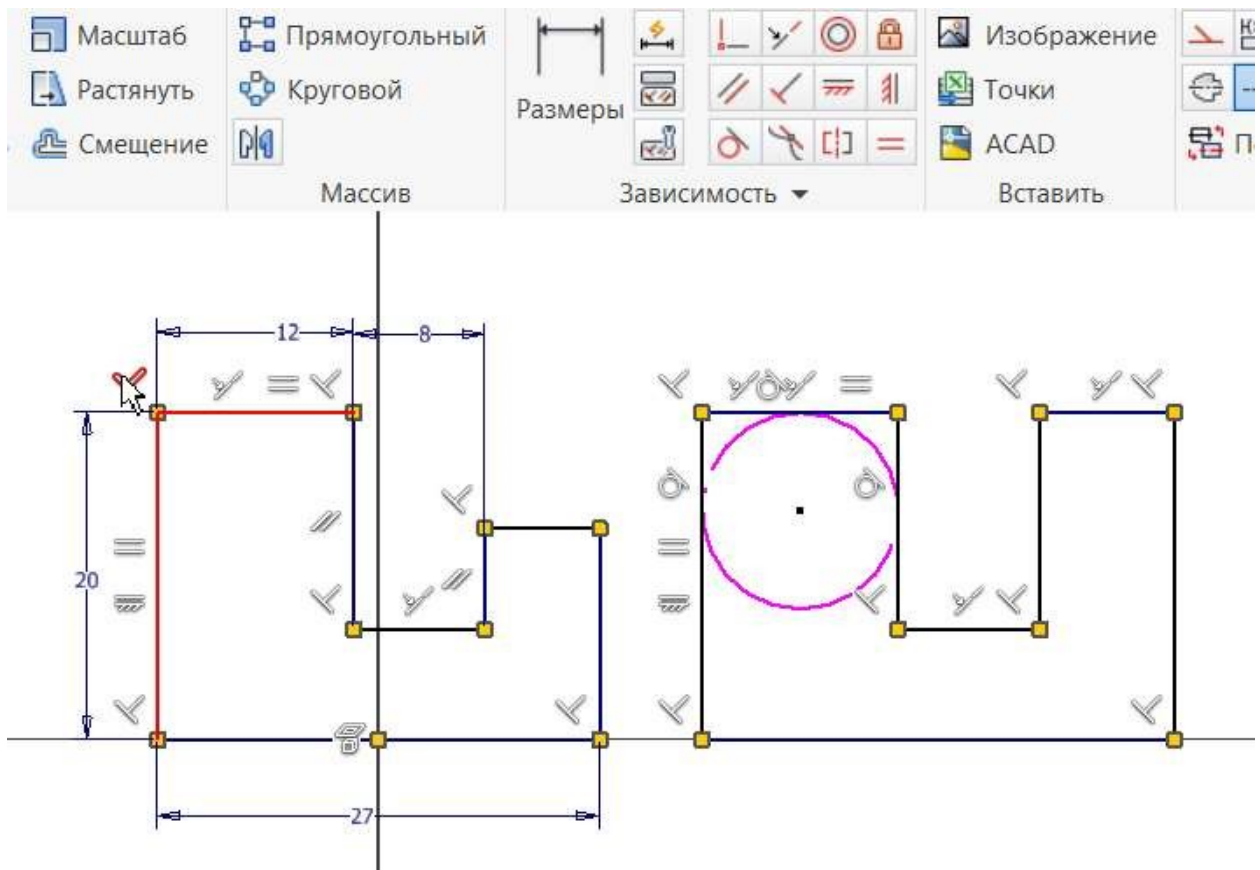 Масштаб
Растянуть
Смещение
Прямоугольный
Круговой
Массив
Размеры
Зависимость
Изображение
Точки
ACAD
Вставить
12
8
20
27